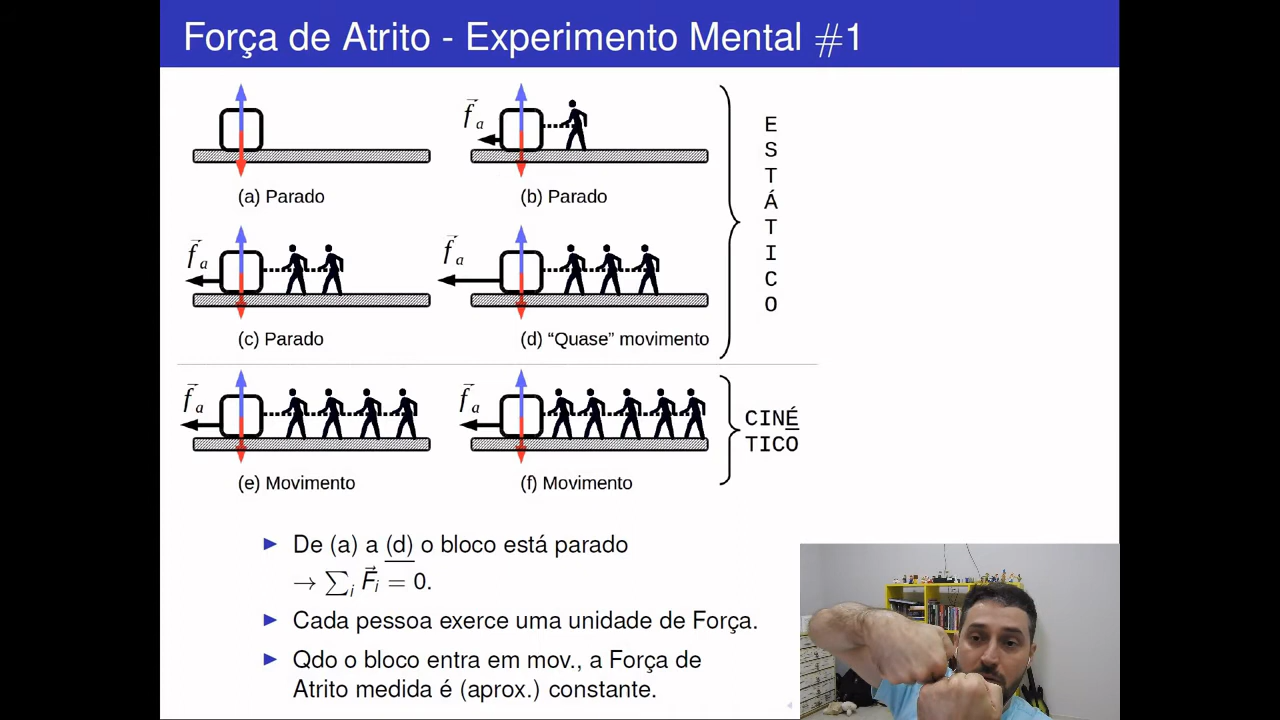 Força de Atrito - Experimento Mental #1
f⃗ₐ
(a) Parado
(b) Parado
f⃗ₐ
f⃗ₐ
(c) Parado
(d) “Quase” movimento
E
S
T
Á
T
I
C
O
f⃗ₐ
f⃗ₐ
CINÉ
TICO
(e) Movimento
(f) Movimento
De (a) a (d) o bloco está parado
→ ∑ᵢ F⃗ᵢ = 0.
Cada pessoa exerce uma unidade de Força.
Qdo o bloco entra em mov., a Força de
Atrito medida é (aprox.) constante.